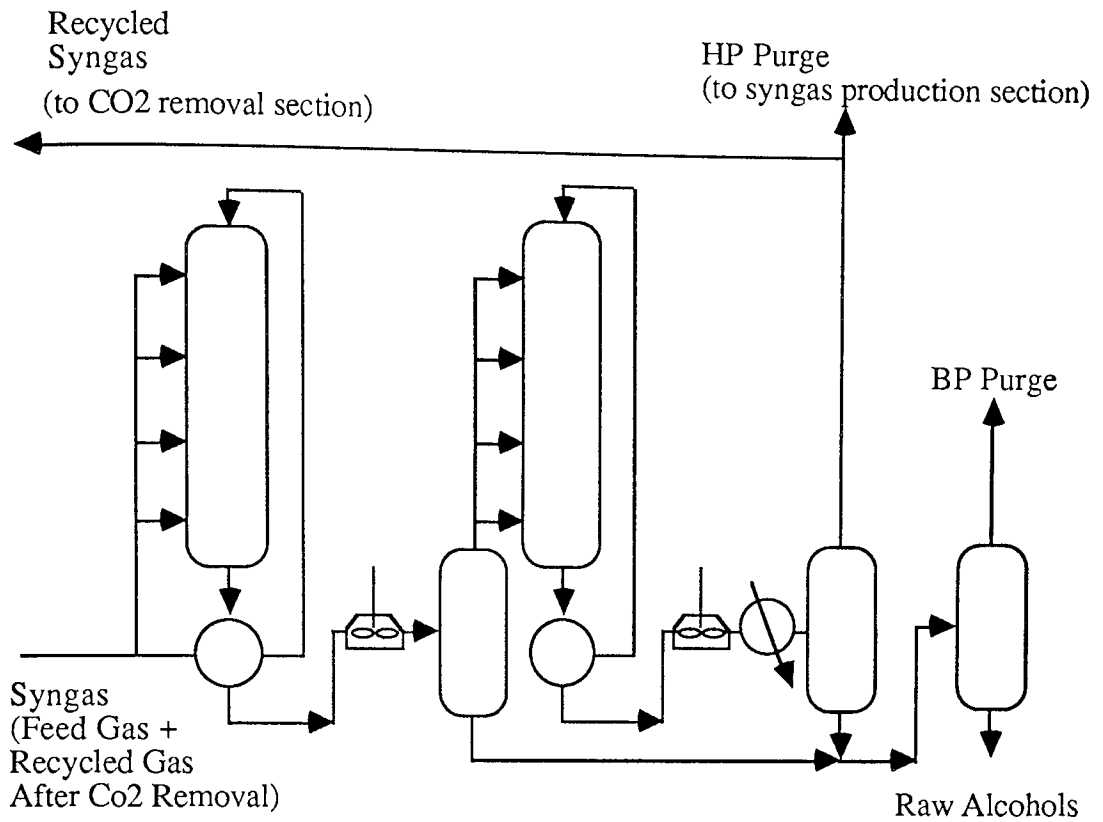 Recycled
Syngas
(to CO2 removal section)
HP Purge
(to syngas production section)
BP Purge
Syngas
(Feed Gas +
Recycled Gas
After Co2 Removal)
Raw Alcohols